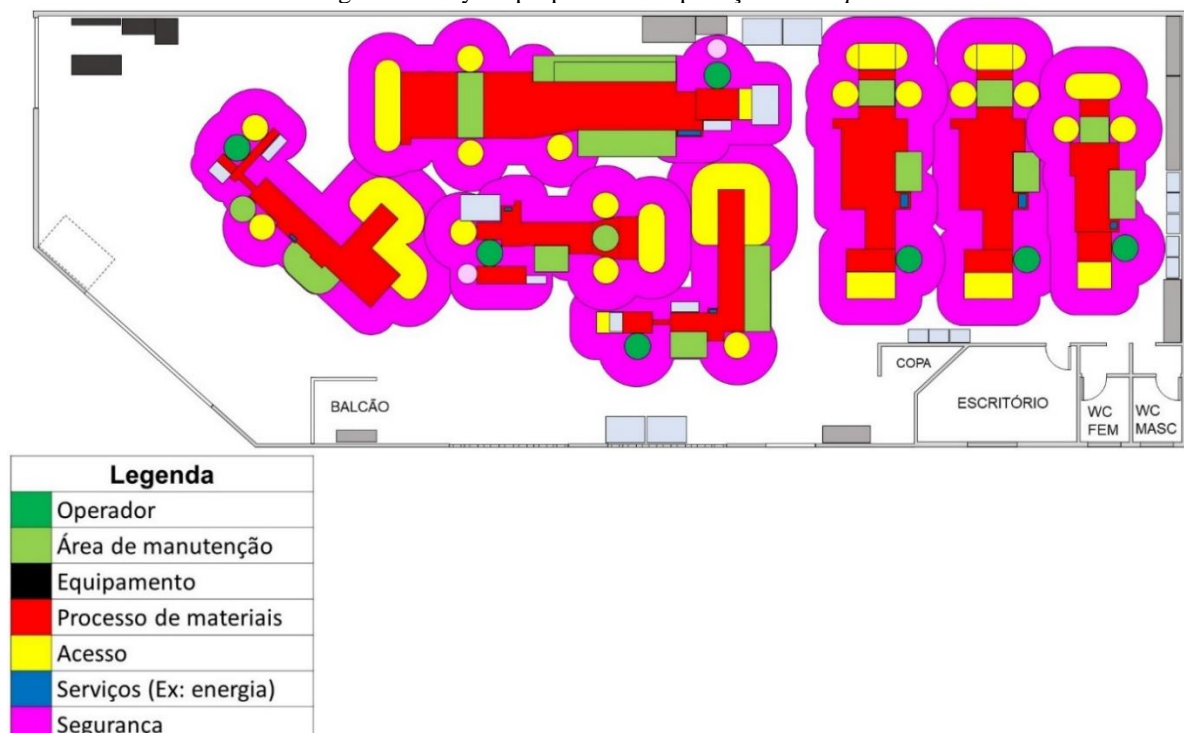 COPA
ESCRITÓRIO
BALCÃO
WC
FEM
WC
MASC
Legenda
Operador
Área de manutenção
Equipamento
Processo de materiais
Acesso
Serviços (Ex: energia)
Segurança